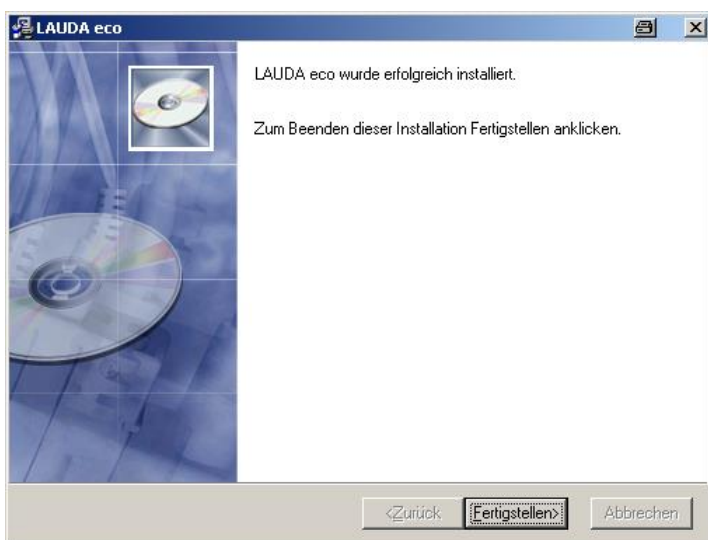 LAUDA eco
LAUDA eco wurde erfolgreich installiert.
Zum Beenden dieser Installation Fertigstellen anklicken.
<Zurück Fertigstellen> Abbrechen